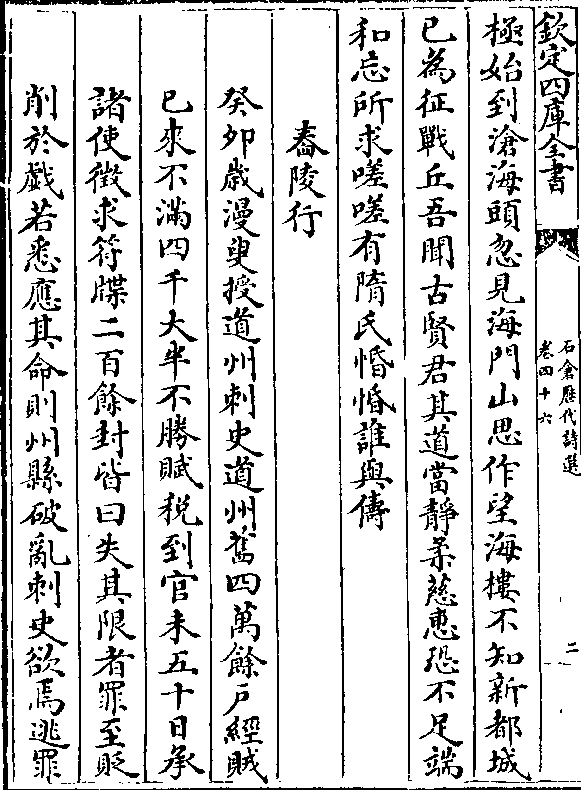 欽定四庫全書
石倉歷代詩選
卷四十六
二
極始到滄海頭忽見海門山思作望海樓不知新都城
已為征戰丘吾聞古賢君其道當靜柔慈惠恐不足端
和忘所求嗟嗟有隋氏惛惛誰與儔
舂陵行
癸夘歲漫叟授道州刺史道州舊四萬餘戶經賊
已來不滿四千大半不勝賦稅到官未五十日承
諸使徵求符牒二百餘封皆曰失其限者罪至貶
削於戲若悉應其命則州縣破亂刺史欲焉逃罪